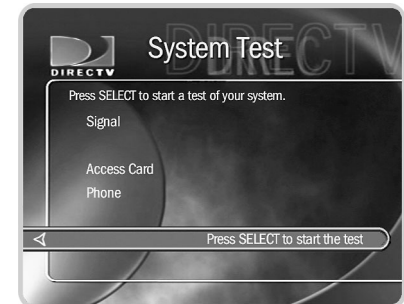 DIRECTV
DIRECTV
System Test
Press SELECT to start a test of your system.
Signal
Access Card
Phone
Press SELECT to start the test